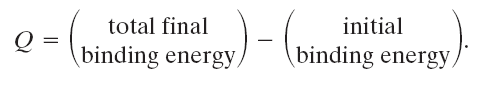 Q = (total final binding energy) − (initial binding energy).